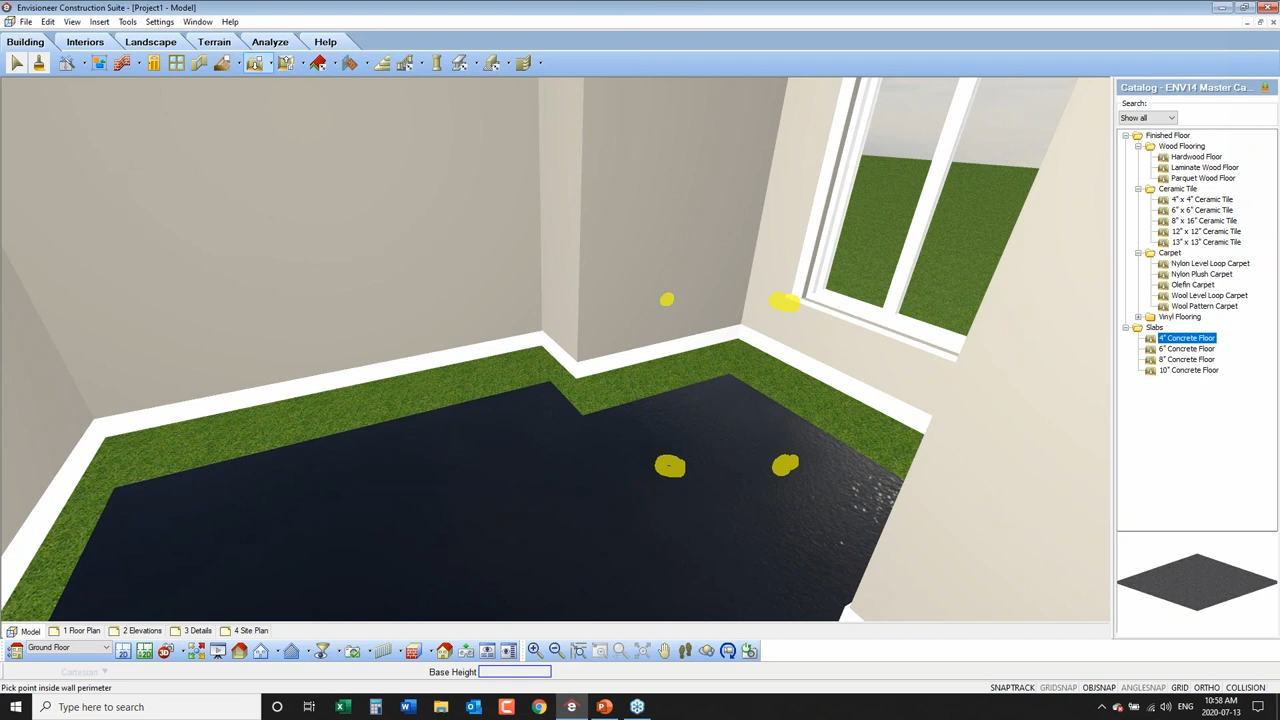 Envisioneer Construction Suite - [Project1 - Model]
File Edit View Insert Tools Settings Window Help
Building Interiors Landscape Terrain Analyze Help
Catalog - ENV14 Master Ca...
Search:
Show all
Finished Floor
Wood Flooring
Hardwood Floor
Laminate Wood Floor
Parquet Wood Floor
Ceramic Tile
4" x 4" Ceramic Tile
6" x 6" Ceramic Tile
8" x 16" Ceramic Tile
12" x 12" Ceramic Tile
13" x 13" Ceramic Tile
Carpet
Nylon Level Loop Carpet
Nylon Plush Carpet
Olefin Carpet
Wool Level Loop Carpet
Wool Pattern Carpet
Vinyl Flooring
Slabs
4" Concrete Floor
6" Concrete Floor
8" Concrete Floor
10" Concrete Floor
Model 1 Floor Plan 2 Elevations 3 Details 4 Site Plan
Ground Floor
Cartesian Base Height
Pick point inside wall perimeter SNAPTRACK GRIDSNAP OBJSNAP ANGLESNAP GRID ORTHO COLLISION
Type here to search
ENG
10:58 AM
2020-07-13